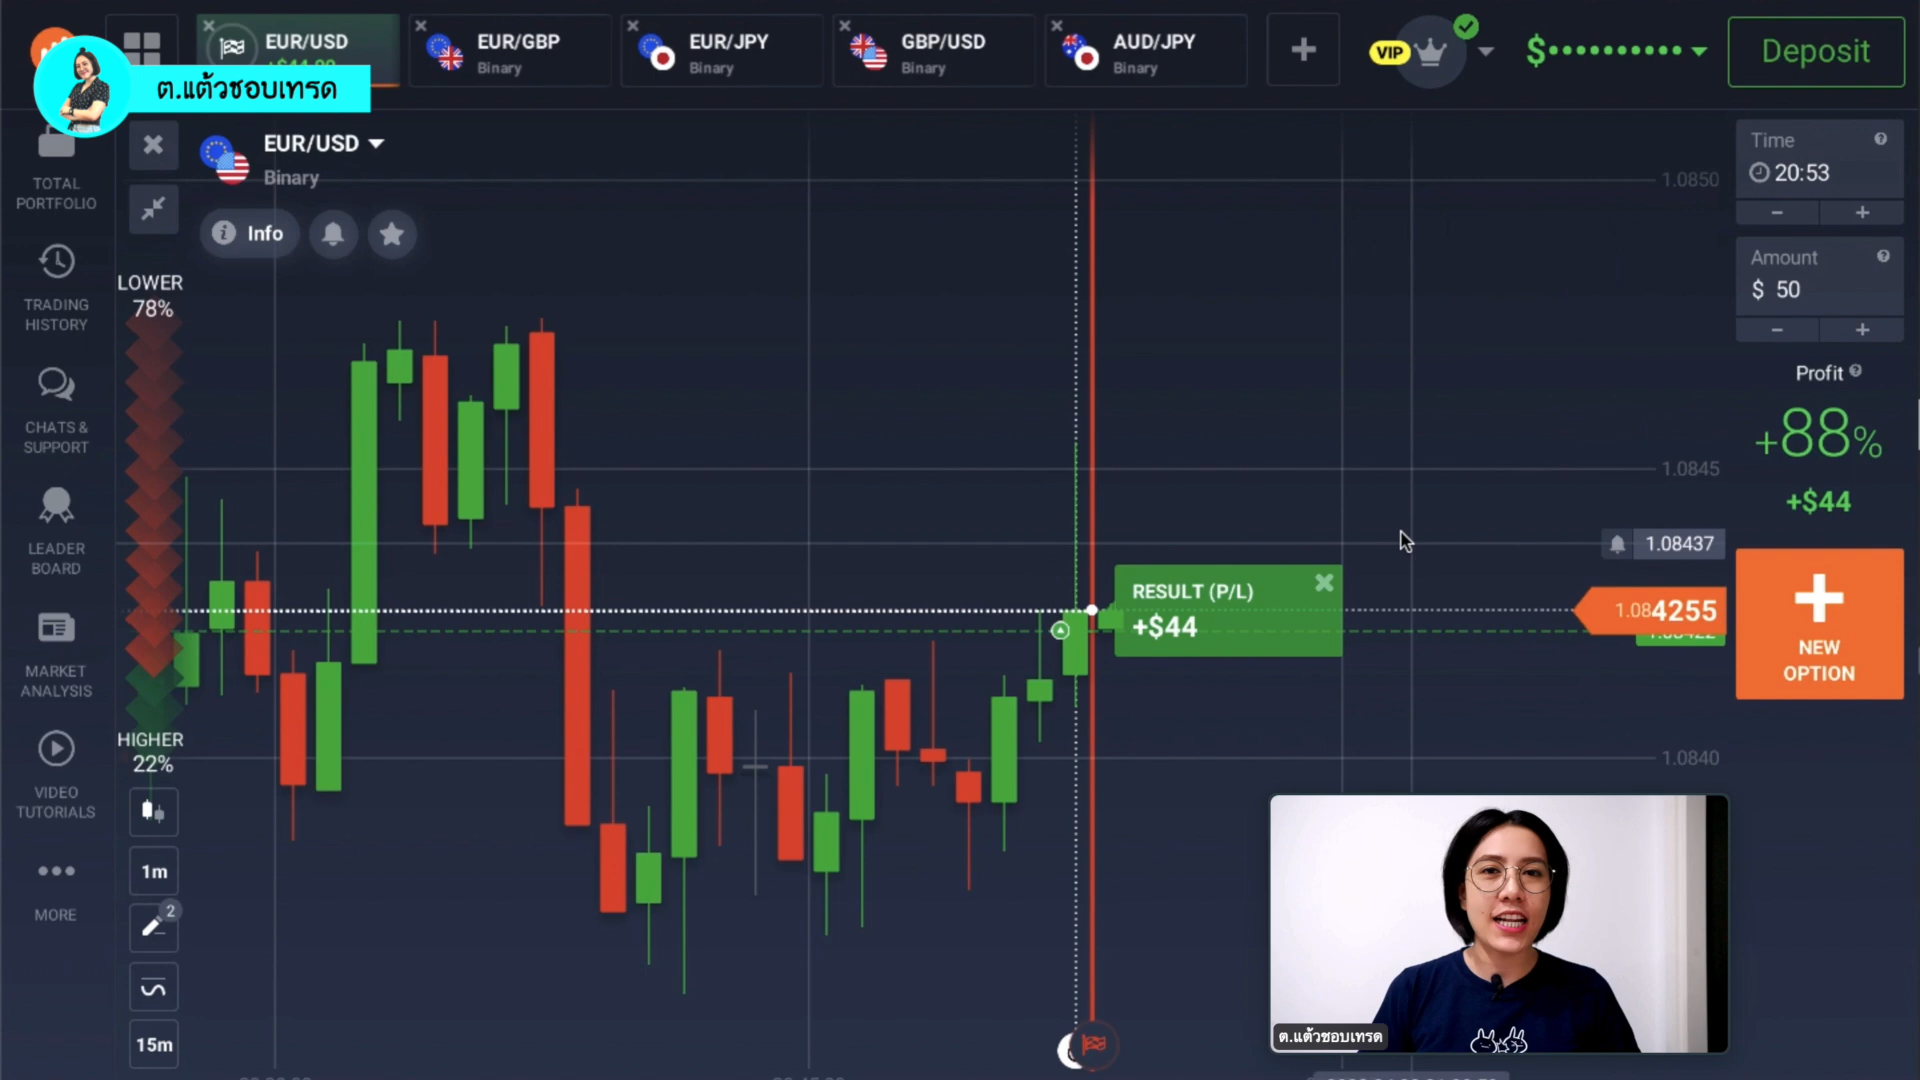 EUR/USD
EUR/GBP
Binary
EUR/JPY
Binary
GBP/USD
Binary
AUD/JPY
Binary
VIP
$
Deposit
ต.แต้วชอบเทรด
EUR/USD
Binary
Info
TOTAL
PORTFOLIO
TRADING
HISTORY
CHATS &
SUPPORT
LEADER
BOARD
MARKET
ANALYSIS
VIDEO
TUTORIALS
MORE
LOWER
78%
HIGHER
22%
1m
2
15m
RESULT (P/L)
+$44
1.0850
1.0845
1.08437
1.084255
1.0840
Time
20:53
Amount
$ 50
Profit
+88%
+$44
NEW
OPTION
ต.แต้วชอบเทรด